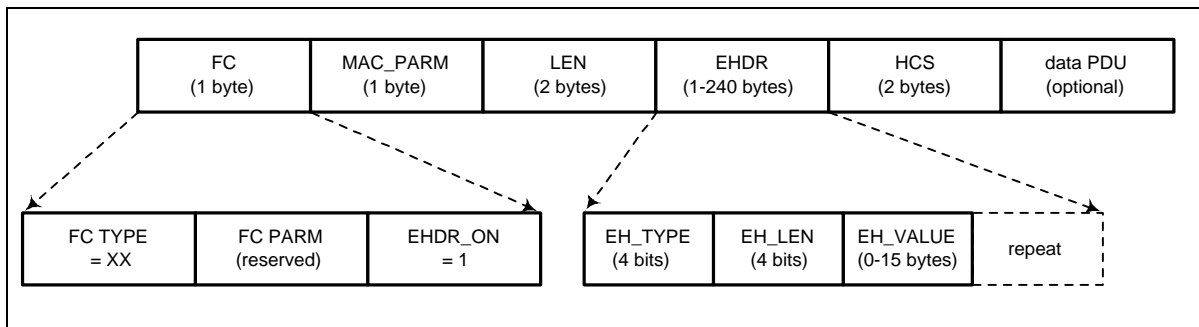 FC
(1 byte)
MAC_PARM
(1 byte)
LEN
(2 bytes)
EHDR
(1-240 bytes)
HCS
(2 bytes)
data PDU
(optional)
FC TYPE
= XX
FC PARM
(reserved)
EHDR_ON
= 1
EH_TYPE
(4 bits)
EH_LEN
(4 bits)
EH_VALUE
(0-15 bytes)
repeat